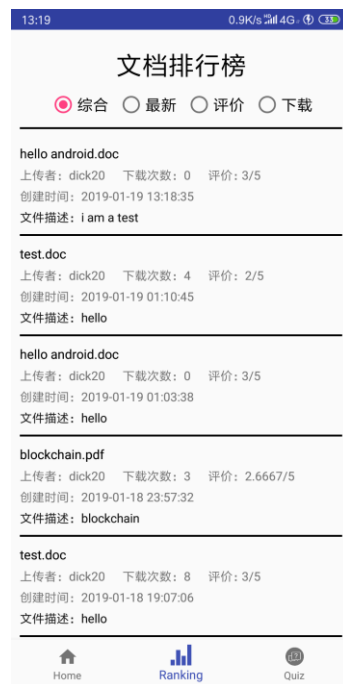 13:19 0.9K/s 4G 33
文档排行榜
综合 最新 评价 下载
hello android.doc
上传者：dick20 下载次数：0 评价：3/5
创建时间：2019-01-19 13:18:35
文件描述：i am a test
test.doc
上传者：dick20 下载次数：4 评价：2/5
创建时间：2019-01-19 01:10:45
文件描述：hello
hello android.doc
上传者：dick20 下载次数：0 评价：3/5
创建时间：2019-01-19 01:03:38
文件描述：hello
blockchain.pdf
上传者：dick20 下载次数：3 评价：2.6667/5
创建时间：2019-01-18 23:57:32
文件描述：blockchain
test.doc
上传者：dick20 下载次数：8 评价：3/5
创建时间：2019-01-18 19:07:06
文件描述：hello
Home Ranking Quiz